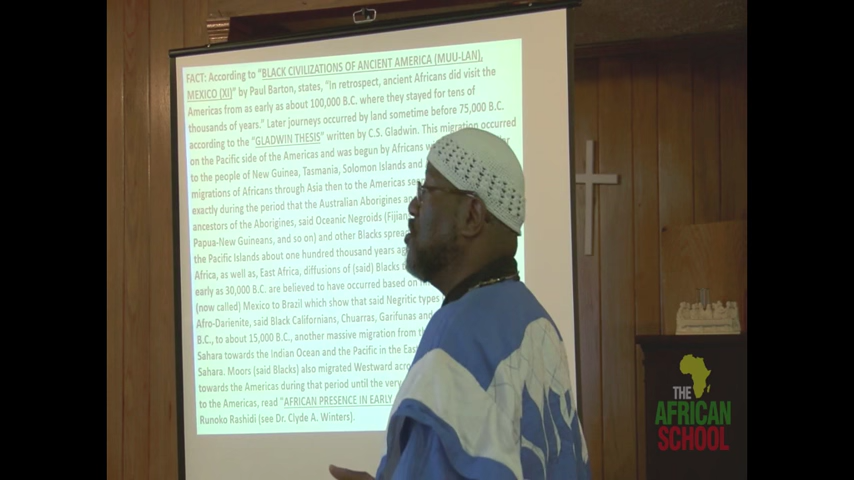 FACT: According to "BLACK CIVILIZATIONS OF ANCIENT AMERICA (MUU-LAN),
MEXICO (XI)" by Paul Barton, states, "In retrospect, ancient Africans did visit the
Americas from as early as about 100,000 B.C. where they stayed for tens of
thousands of years." Later journeys occurred by land sometime before 75,000 B.C.
according to the "GLADWIN THESIS" written by C.S. Gladwin. This migration occurred
on the Pacific side of the Americas and was begun by Africans
to the people of New Guinea, Tasmania, Solomon Islands and
migrations of Africans through Asia then to the Americas
exactly during the period that the Australian Aborigines
ancestors of the Aborigines, said Oceanic Negroids (Fijian
Papua-New Guineans, and so on) and other Blacks
the Pacific Islands about one hundred thousand years
Africa, as well as, East Africa, diffusions of (said) Blacks
early as 30,000 B.C. are believed to have occurred based on
(now called) Mexico to Brazil which show that said Negritic types
Afro-Darienite, said Black Californians, Chuarras, Garifunas and
B.C., to about 15,000 B.C., another massive migration from
Sahara towards the Indian Ocean and the Pacific in the East
Sahara. Moors (said Blacks) also migrated Westward
towards the Americas during that period until the very
to the Americas, read "AFRICAN PRESENCE IN EARLY
Runoko Rashidi (see Dr. Clyde A. Winters].
THE
AFRICAN
SCHOOL